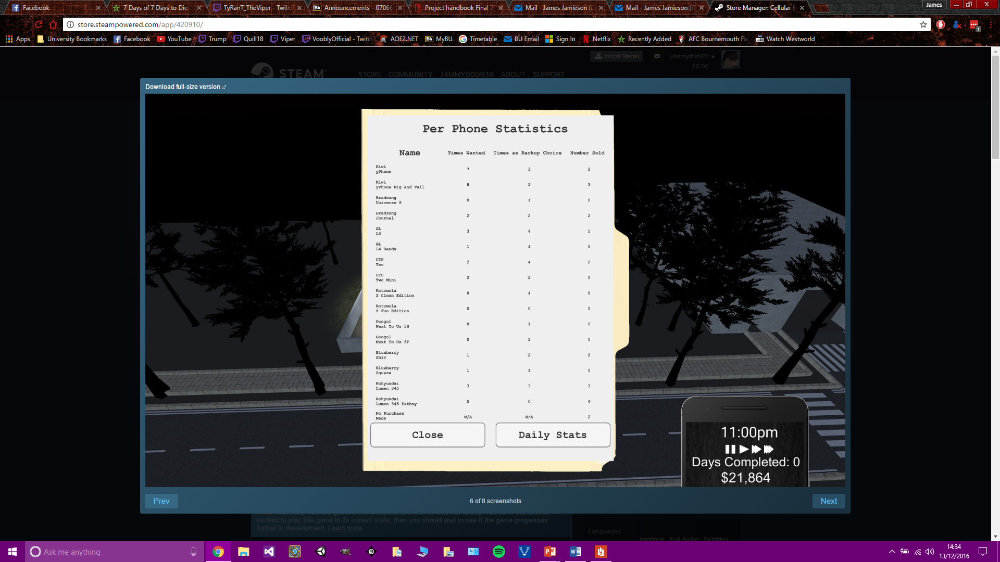 Facebook
7 Days of 7 Days to Die
TyRanT_TheViper - Twitc
Announcements – 0706
Project handbook Final 2
Mail - James Jamieson (i
Mail - James Jamieson (i
Store Manager: Cellular
James
store.steampowered.com/app/420910/
Apps
University Bookmarks
Facebook
YouTube
Trump
Quill18
Viper
VooblyOfficial - Twitc
AOE2.NET
MyBU
Timetable
BU Email
Sign In
Netflix
Recently Added
AFC Bournemouth Fi
Watch Westworld
Install Steam
j4mmyd0d93r
£0.00
STEAM
STORE COMMUNITY J4MMYD0D93R ABOUT SUPPORT
Download full-size version
Per Phone Statistics
Name Times Wanted Times as Backup Choice Number Sold
Kiwi
yPhone 7 3 2
Kiwi
yPhone Big and Tall 8 2 3
Bradsung
Universe S 0 1 0
Bradsung
Journal 2 2 2
GL
L4 3 4 1
GL
L4 Bendy 1 4 0
CTH
Two 2 4 2
HTC
Two Mini 2 2 0
Rotomola
Z Clean Edition 0 4 0
Rotomola
Z Fun Edition 0 0 0
Googol
Next To Us 5H 0 1 0
Googol
Next To Us 6F 0 2 0
Blueberry
Shiv 1 2 2
Blueberry
Square 1 1 0
Nohyundai
Lumen 345 3 3 3
Nohyundai
Lumen 345 Fatboy 5 0 4
No Purchase
Made N/A N/A 2
Close
Daily Stats
11:00pm
Days Completed: 0
$21,864
Prev
6 of 8 screenshots
Next
excited to play this game in its current state, then you should wait to see if the game progresses
further in development. Learn more
Languages:
Interface Full Audio Subtitles
Ask me anything
14:34
13/12/2016